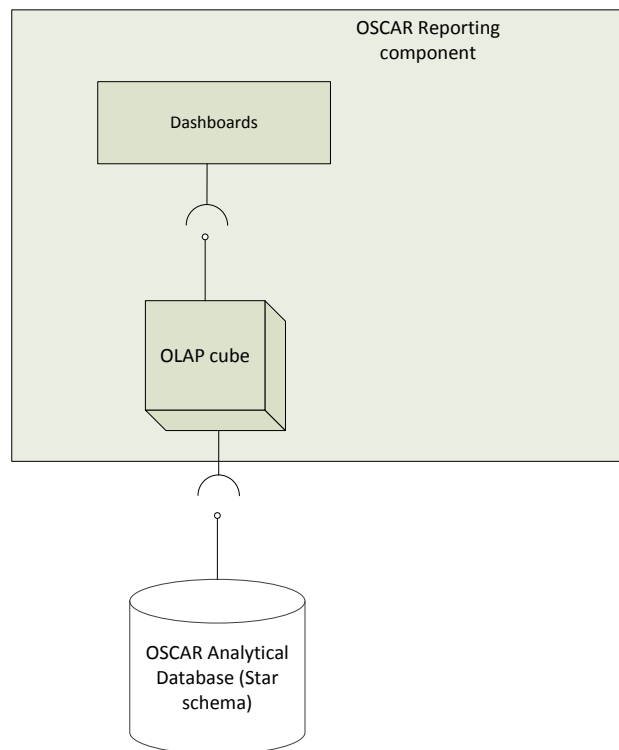 OSCAR Reporting
component
Dashboards
OLAP cube
OSCAR Analytical
Database (Star
schema)